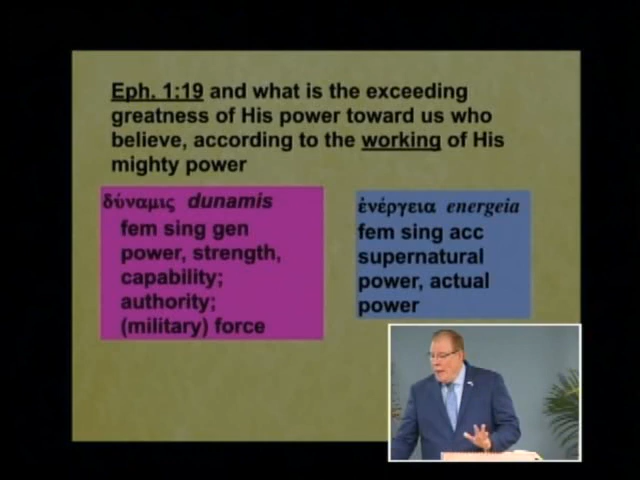 Eph. 1:19 and what is the exceeding
greatness of His power toward us who
believe, according to the working of His
mighty power
δύναμις dunamis
fem sing gen
power, strength,
capability;
authority;
(military) force
ἐνέργεια energeia
fem sing acc
supernatural
power, actual
power